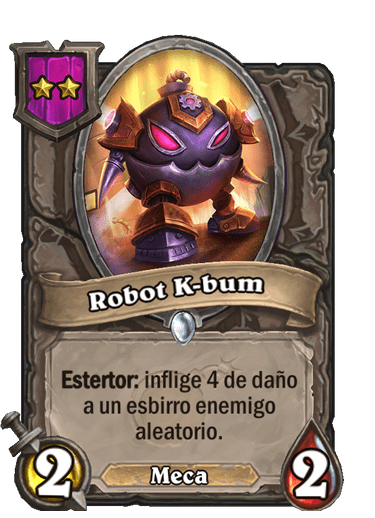 Robot K-bum
Estertor: inflige 4 de daño
a un esbirro enemigo
aleatorio.
2
Meca
2